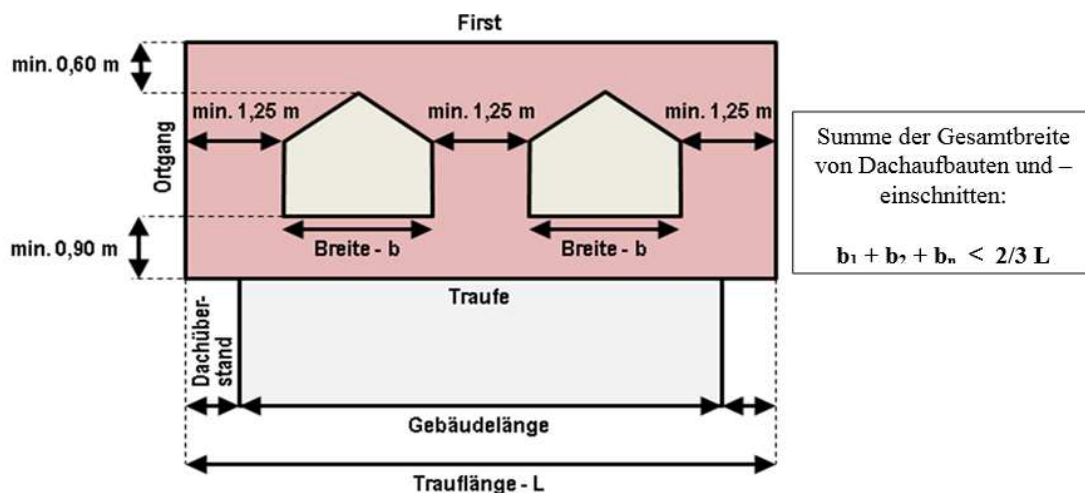 First
min. 0,60 m
min. 1,25 m
min. 1,25 m
min. 1,25 m
Ortgang
Breite - b
Breite - b
min. 0,90 m
Traufe
Dachüber-
stand
Gebäudelänge
Trauflänge - L
Summe der Gesamtbreite
von Dachaufbauten und –
einschnitten:
b₁ + b₂ + bₙ < 2/3 L